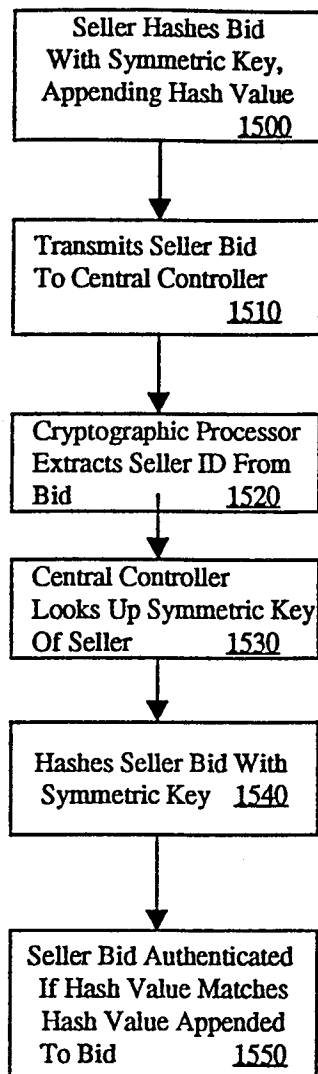 Seller Hashes Bid
With Symmetric Key,
Appending Hash Value
1500
Transmits Seller Bid
To Central Controller
1510
Cryptographic Processor
Extracts Seller ID From
Bid 1520
Central Controller
Looks Up Symmetric Key
Of Seller 1530
Hashes Seller Bid With
Symmetric Key 1540
Seller Bid Authenticated
If Hash Value Matches
Hash Value Appended
To Bid 1550